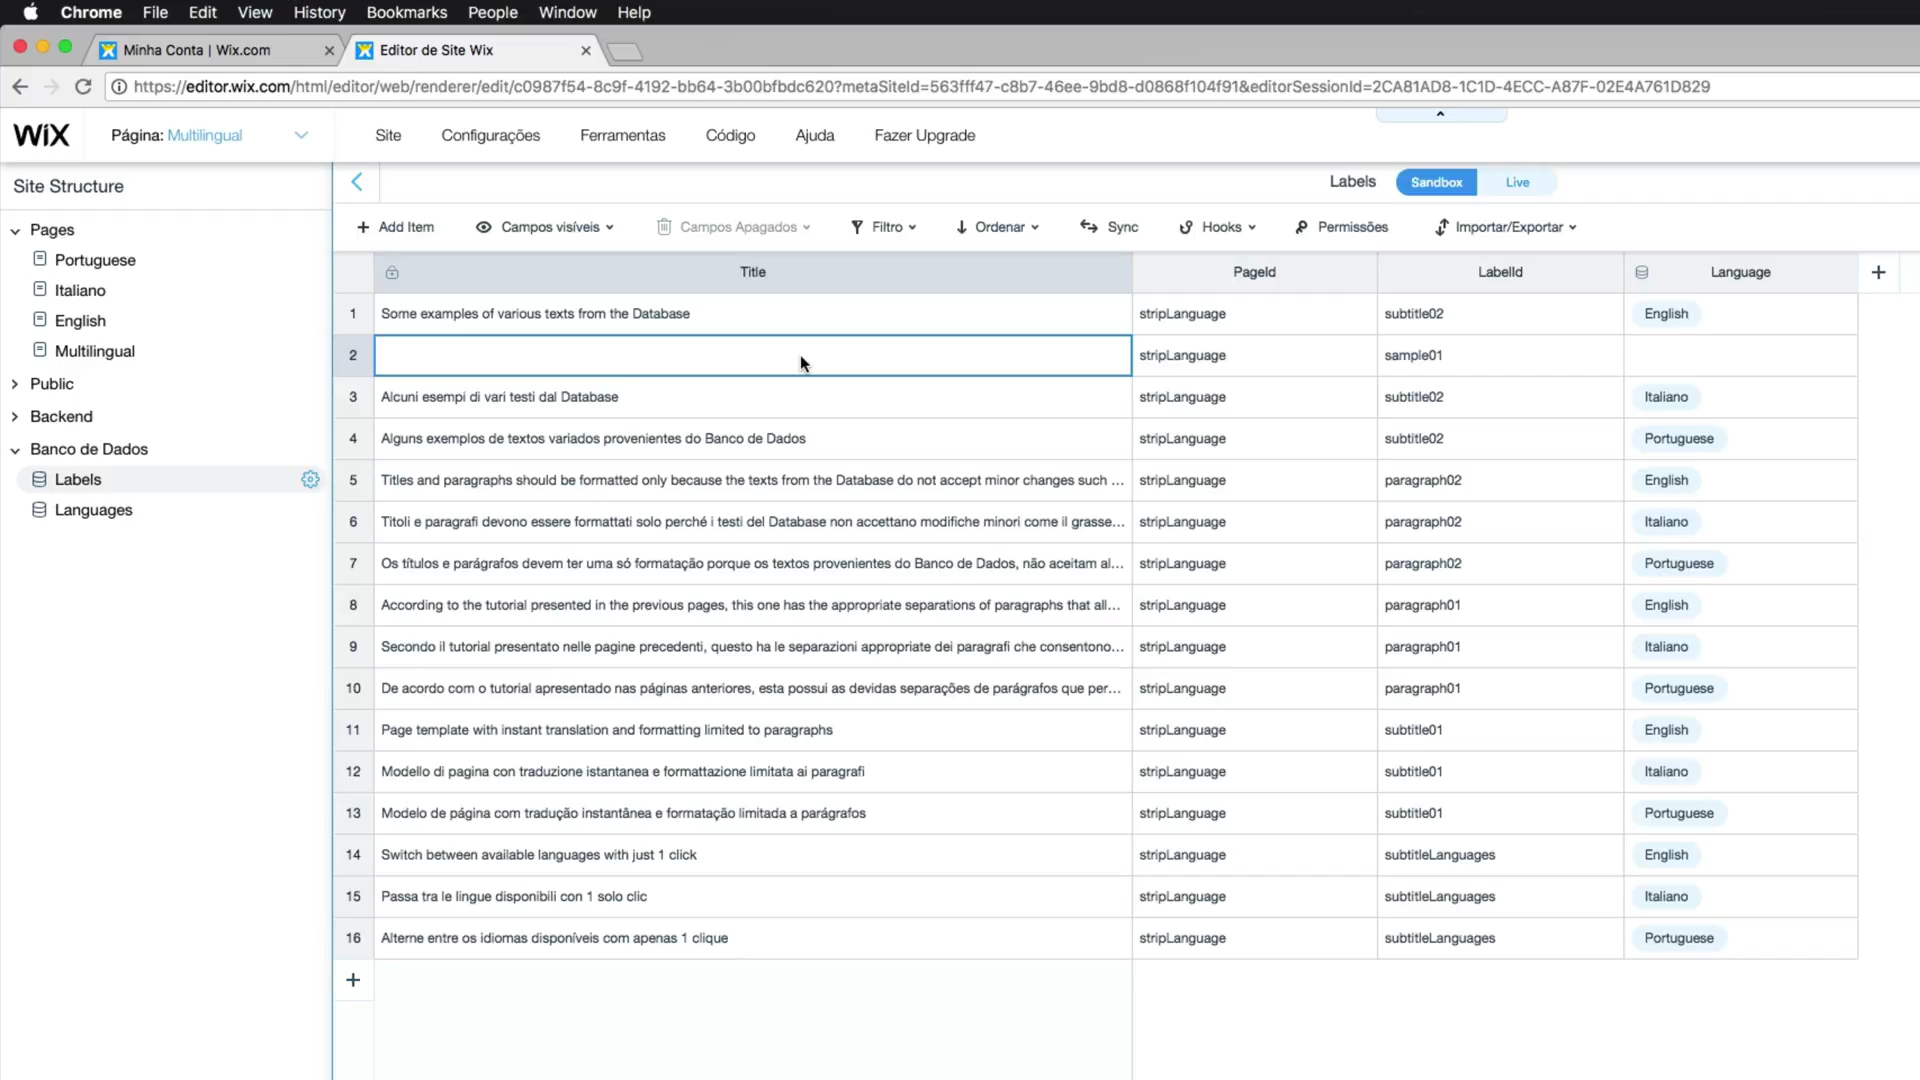 Chrome File Edit View History Bookmarks People Window Help
Minha Conta | Wix.com
Editor de Site Wix
https://editor.wix.com/html/editor/web/renderer/edit/c0987f54-8c9f-4192-bb64-3b00bfbdc620?metaSiteId=563fff47-c8b7-46ee-9bd8-d0868f104f91&editorSessionId=2CA81AD8-1C1D-4ECC-A87F-02E4A761D829
WiX Página: Multilingual Site Configurações Ferramentas Código Ajuda Fazer Upgrade
Site Structure
Pages
Portuguese
Italiano
English
Multilingual
Public
Backend
Banco de Dados
Labels
Languages
Labels Sandbox Live
Add Item Campos visíveis Campos Apagados Filtro Ordenar Sync Hooks Permissões Importar/Exportar
Title PageId LabelId Language
1 Some examples of various texts from the Database stripLanguage subtitle02 English
2 stripLanguage sample01
3 Alcuni esempi di vari testi dal Database stripLanguage subtitle02 Italiano
4 Alguns exemplos de textos variados provenientes do Banco de Dados stripLanguage subtitle02 Portuguese
5 Titles and paragraphs should be formatted only because the texts from the Database do not accept minor changes such ... stripLanguage paragraph02 English
6 Titoli e paragrafi devono essere formattati solo perché i testi del Database non accettano modifiche minori come il grasse... stripLanguage paragraph02 Italiano
7 Os títulos e parágrafos devem ter uma só formatação porque os textos provenientes do Banco de Dados, não aceitam al... stripLanguage paragraph02 Portuguese
8 According to the tutorial presented in the previous pages, this one has the appropriate separations of paragraphs that all... stripLanguage paragraph01 English
9 Secondo il tutorial presentato nelle pagine precedenti, questo ha le separazioni appropriate dei paragrafi che consentono... stripLanguage paragraph01 Italiano
10 De acordo com o tutorial apresentado nas páginas anteriores, esta possui as devidas separações de parágrafos que per... stripLanguage paragraph01 Portuguese
11 Page template with instant translation and formatting limited to paragraphs stripLanguage subtitle01 English
12 Modello di pagina con traduzione istantanea e formattazione limitata ai paragrafi stripLanguage subtitle01 Italiano
13 Modelo de página com tradução instantânea e formatação limitada a parágrafos stripLanguage subtitle01 Portuguese
14 Switch between available languages with just 1 click stripLanguage subtitleLanguages English
15 Passa tra le lingue disponibili con 1 solo clic stripLanguage subtitleLanguages Italiano
16 Alterne entre os idiomas disponíveis com apenas 1 clique stripLanguage subtitleLanguages Portuguese